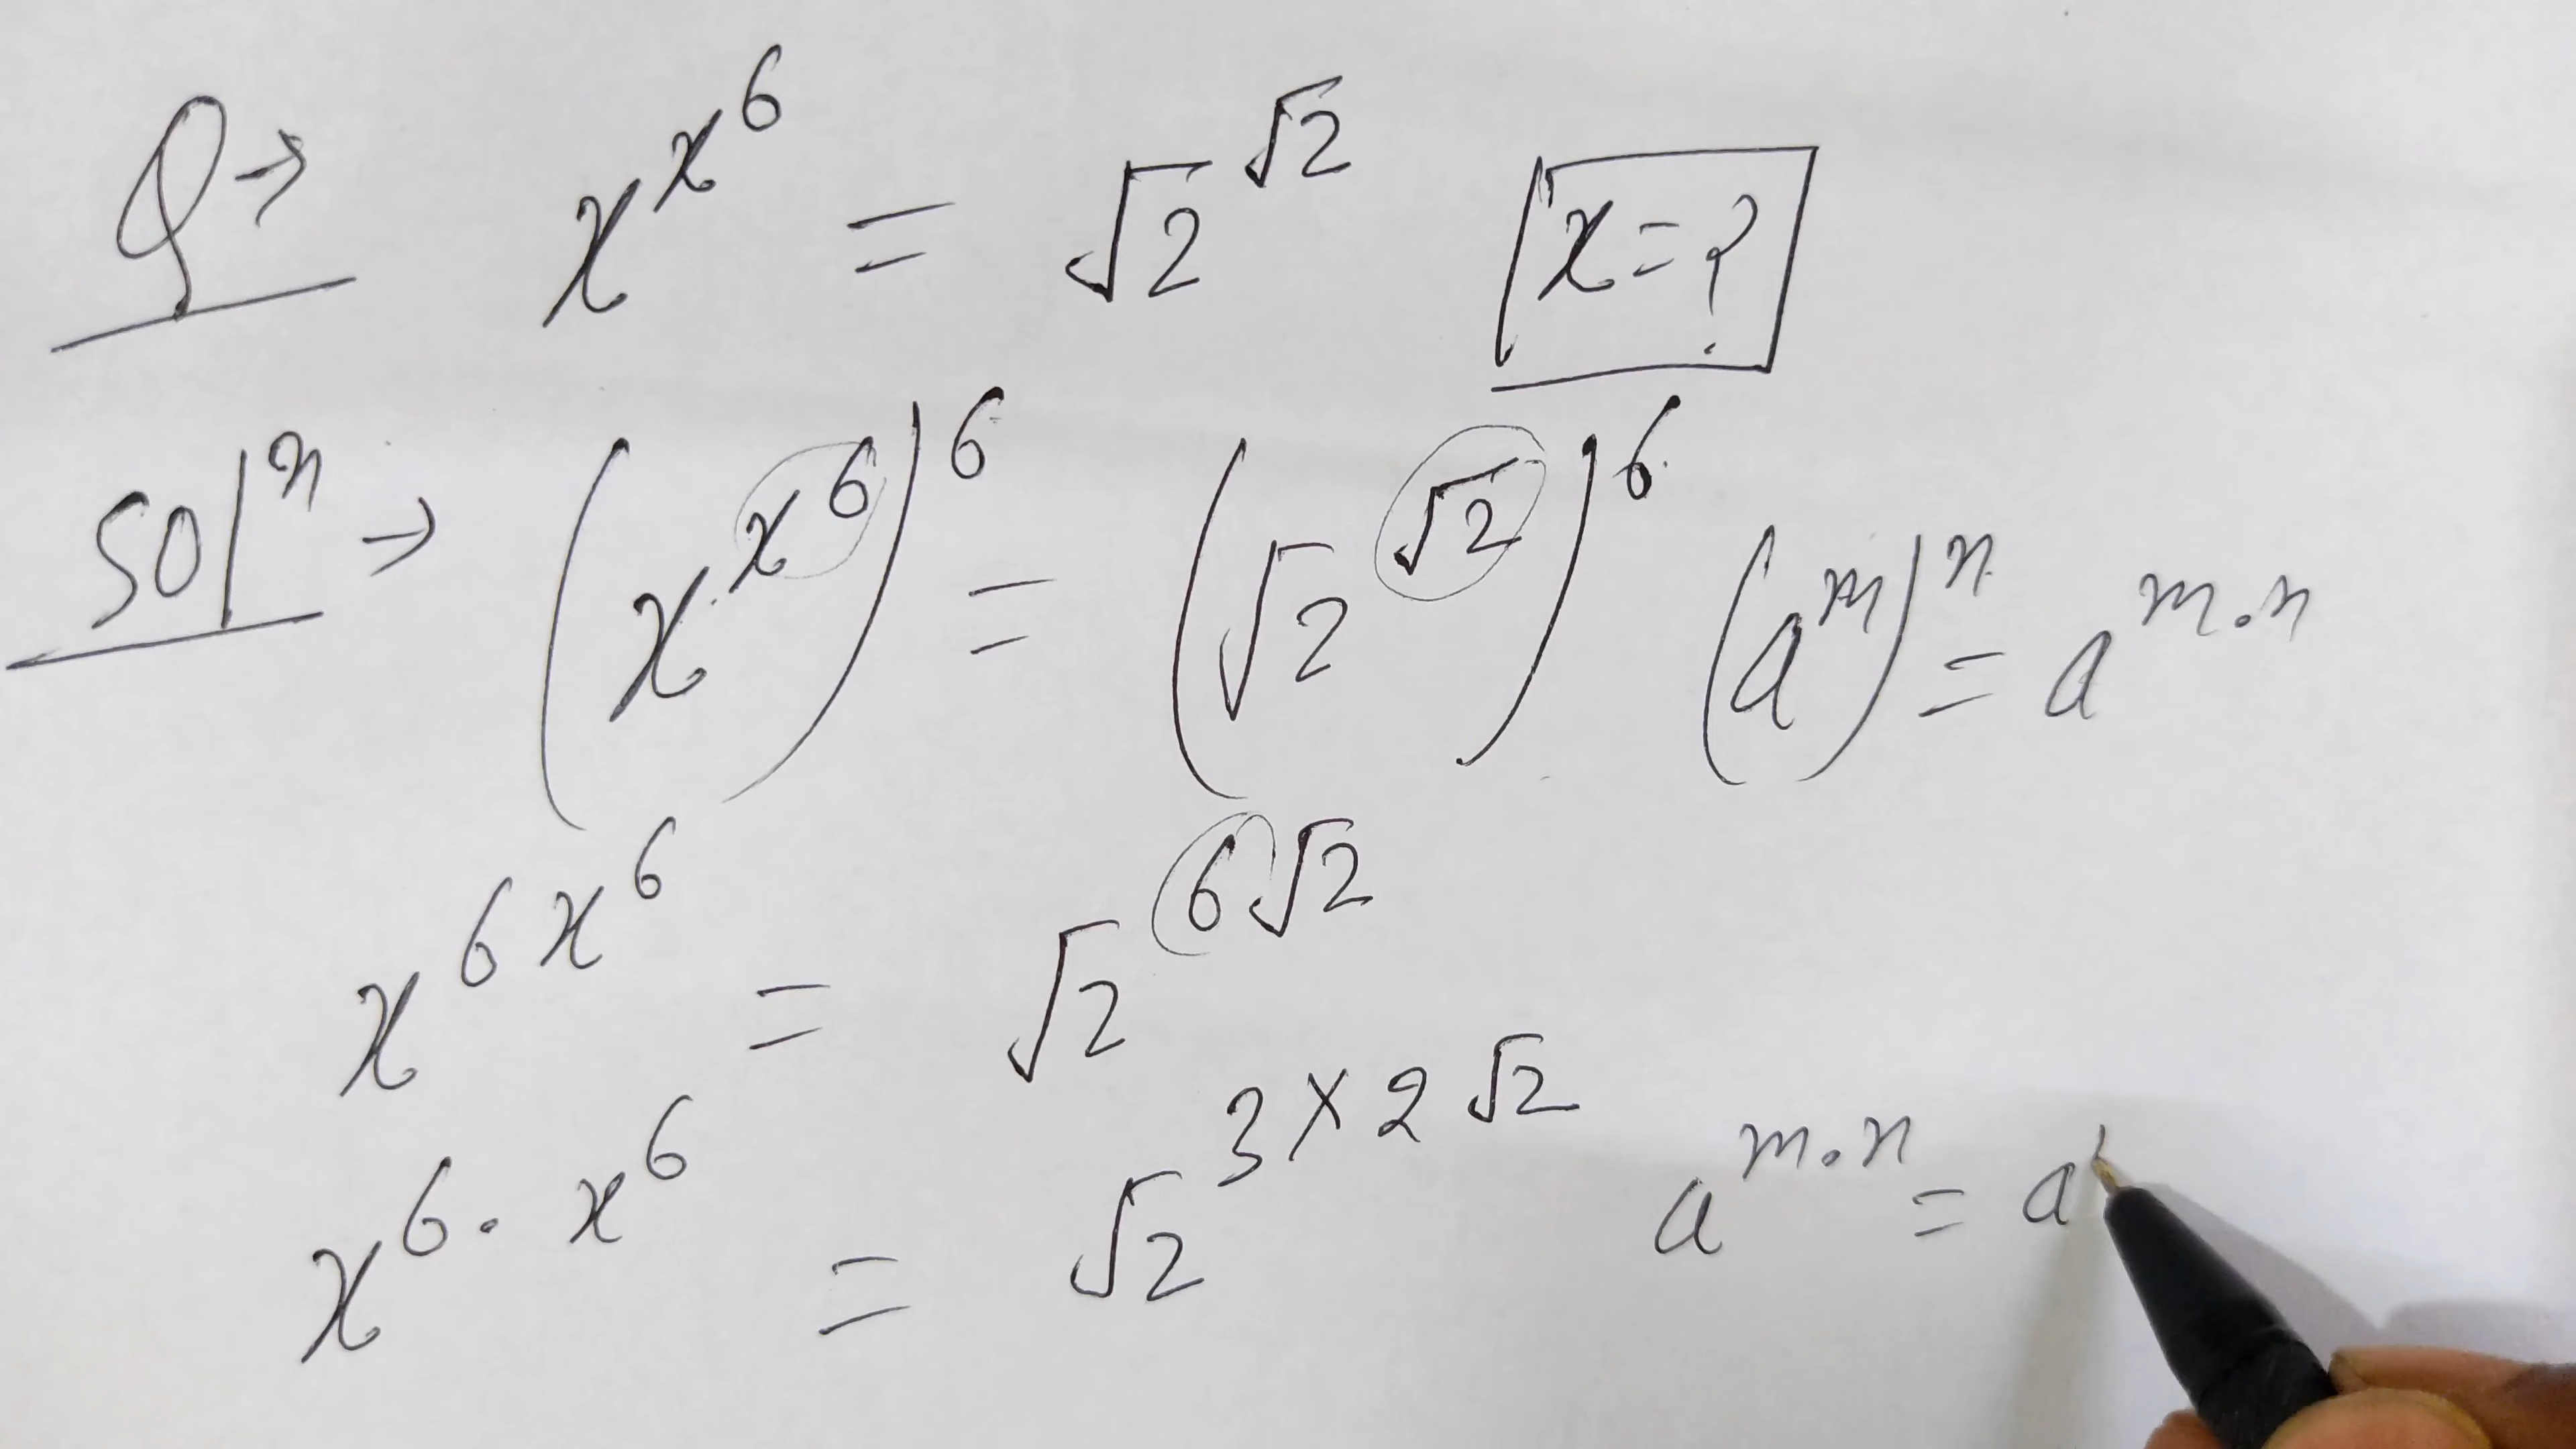 Q→ x^x^6 = √2^√2 x=?
Sol^n → (x^x^6)^6 = (√2^√2)^6 (a^m)^n = a^m.n
x^6x^6 = √2^6√2
x^6.x^6 = √2^3×2√2 a^m.n = a